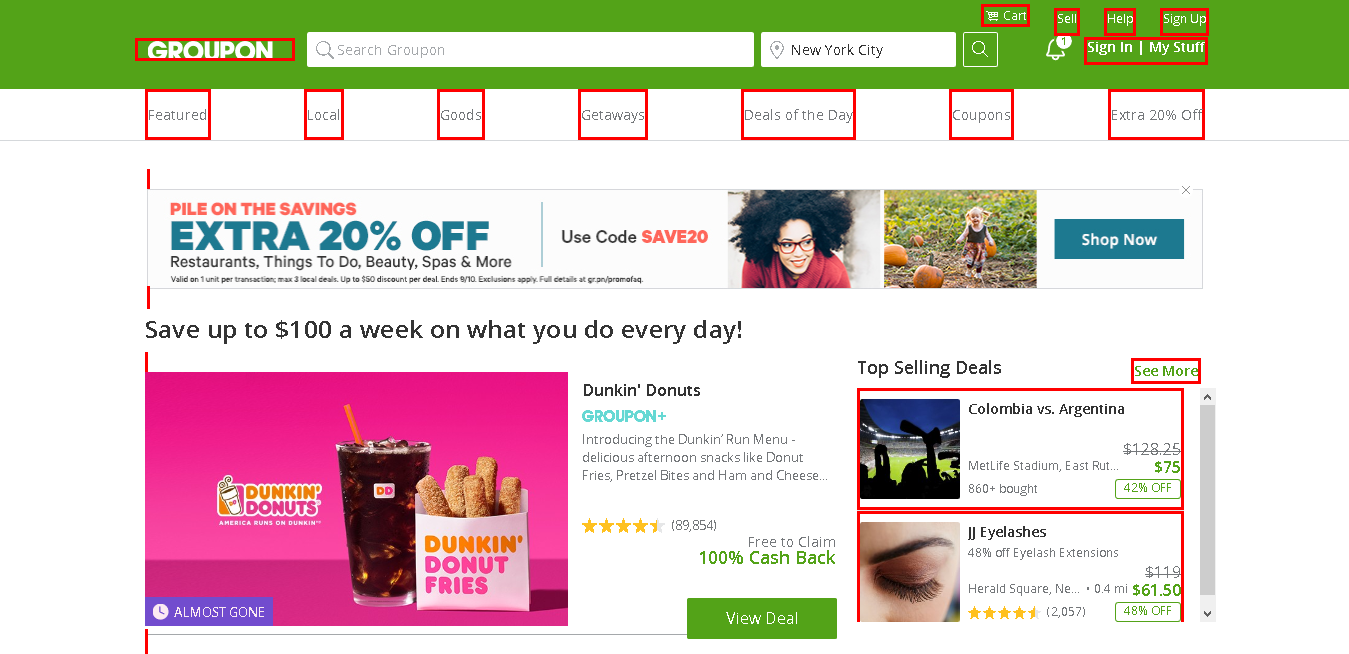 Cart
Sell
Help
Sign Up
GROUPON
Search Groupon
New York City
1
Sign In | My Stuff
Featured
Local
Goods
Getaways
Deals of the Day
Coupons
Extra 20% Off
PILE ON THE SAVINGS
EXTRA 20% OFF
Restaurants, Things To Do, Beauty, Spas & More
Valid on 1 unit per transaction; max 3 local deals. Up to $50 discount per deal. Ends 9/10. Exclusions apply. Full details at gr.pn/promofaq.
Use Code SAVE20
Shop Now
Save up to $100 a week on what you do every day!
DUNKIN'
DONUTS
AMERICA RUNS ON DUNKIN'
DD
DUNKIN'
DONUT
FRIES
ALMOST GONE
Dunkin' Donuts
GROUPON+
Introducing the Dunkin' Run Menu -
delicious afternoon snacks like Donut
Fries, Pretzel Bites and Ham and Cheese...
(89,854)
Free to Claim
100% Cash Back
View Deal
Top Selling Deals
See More
Colombia vs. Argentina
$128.25
MetLife Stadium, East Rut...
$75
860+ bought
42% OFF
JJ Eyelashes
48% off Eyelash Extensions
$119
Herald Square, Ne... • 0.4 mi
$61.50
(2,057)
48% OFF